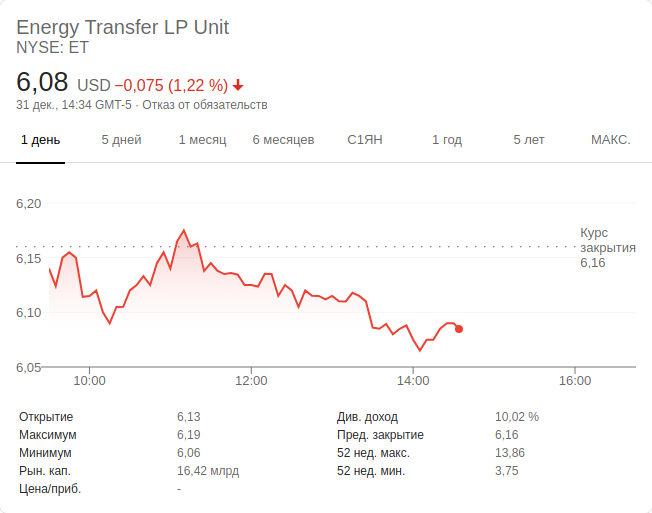 Energy Transfer LP Unit
NYSE: ET
6,08 USD −0,075 (1,22 %)
31 дек., 14:34 GMT-5 · Отказ от обязательств
1 день 5 дней 1 месяц 6 месяцев С1ЯН 1 год 5 лет МАКС.
6,20
Курс
закрытия
6,16
6,15
6,10
6,05
10:00 12:00 14:00 16:00
Открытие 6,13 Див. доход 10,02 %
Максимум 6,19 Пред. закрытие 6,16
Минимум 6,06 52 нед. макс. 13,86
Рын. кап. 16,42 млрд 52 нед. мин. 3,75
Цена/приб. -